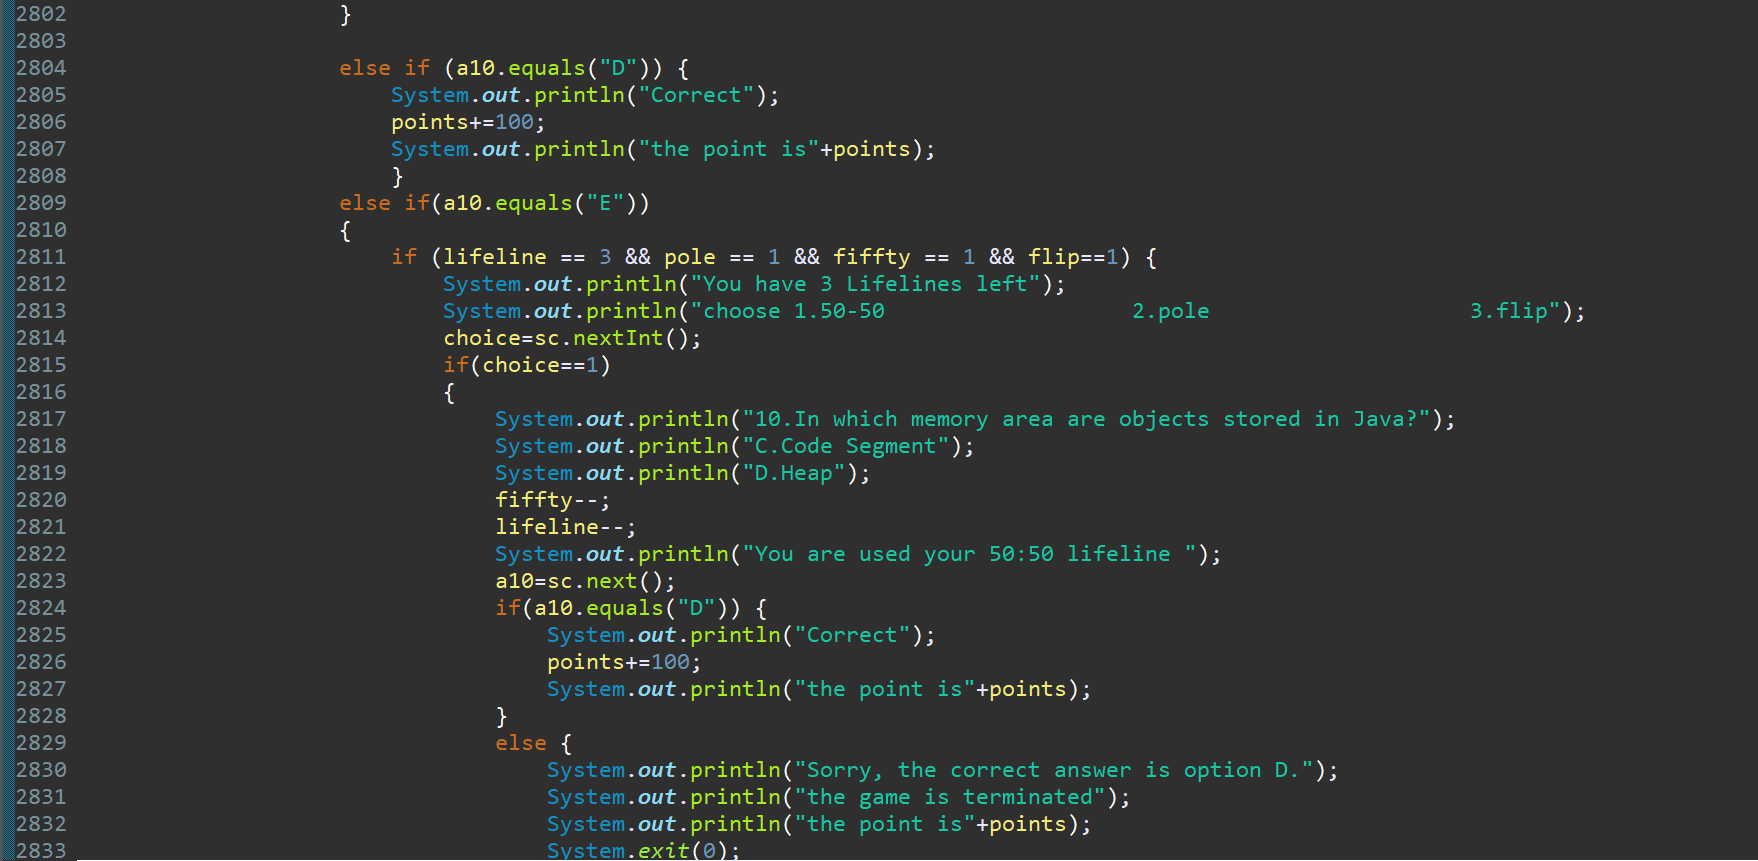 2802 }
2803
2804 else if (a10.equals("D")) {
2805 System.out.println("Correct");
2806 points+=100;
2807 System.out.println("the point is"+points);
2808 }
2809 else if(a10.equals("E"))
2810 {
2811 if (lifeline == 3 && pole == 1 && fiffty == 1 && flip==1) {
2812 System.out.println("You have 3 Lifelines left");
2813 System.out.println("choose 1.50-50 2.pole 3.flip");
2814 choice=sc.nextInt();
2815 if(choice==1)
2816 {
2817 System.out.println("10.In which memory area are objects stored in Java?");
2818 System.out.println("C.Code Segment");
2819 System.out.println("D.Heap");
2820 fiffty--;
2821 lifeline--;
2822 System.out.println("You are used your 50:50 lifeline ");
2823 a10=sc.next();
2824 if(a10.equals("D")) {
2825 System.out.println("Correct");
2826 points+=100;
2827 System.out.println("the point is"+points);
2828 }
2829 else {
2830 System.out.println("Sorry, the correct answer is option D.");
2831 System.out.println("the game is terminated");
2832 System.out.println("the point is"+points);
2833 System.exit(0);